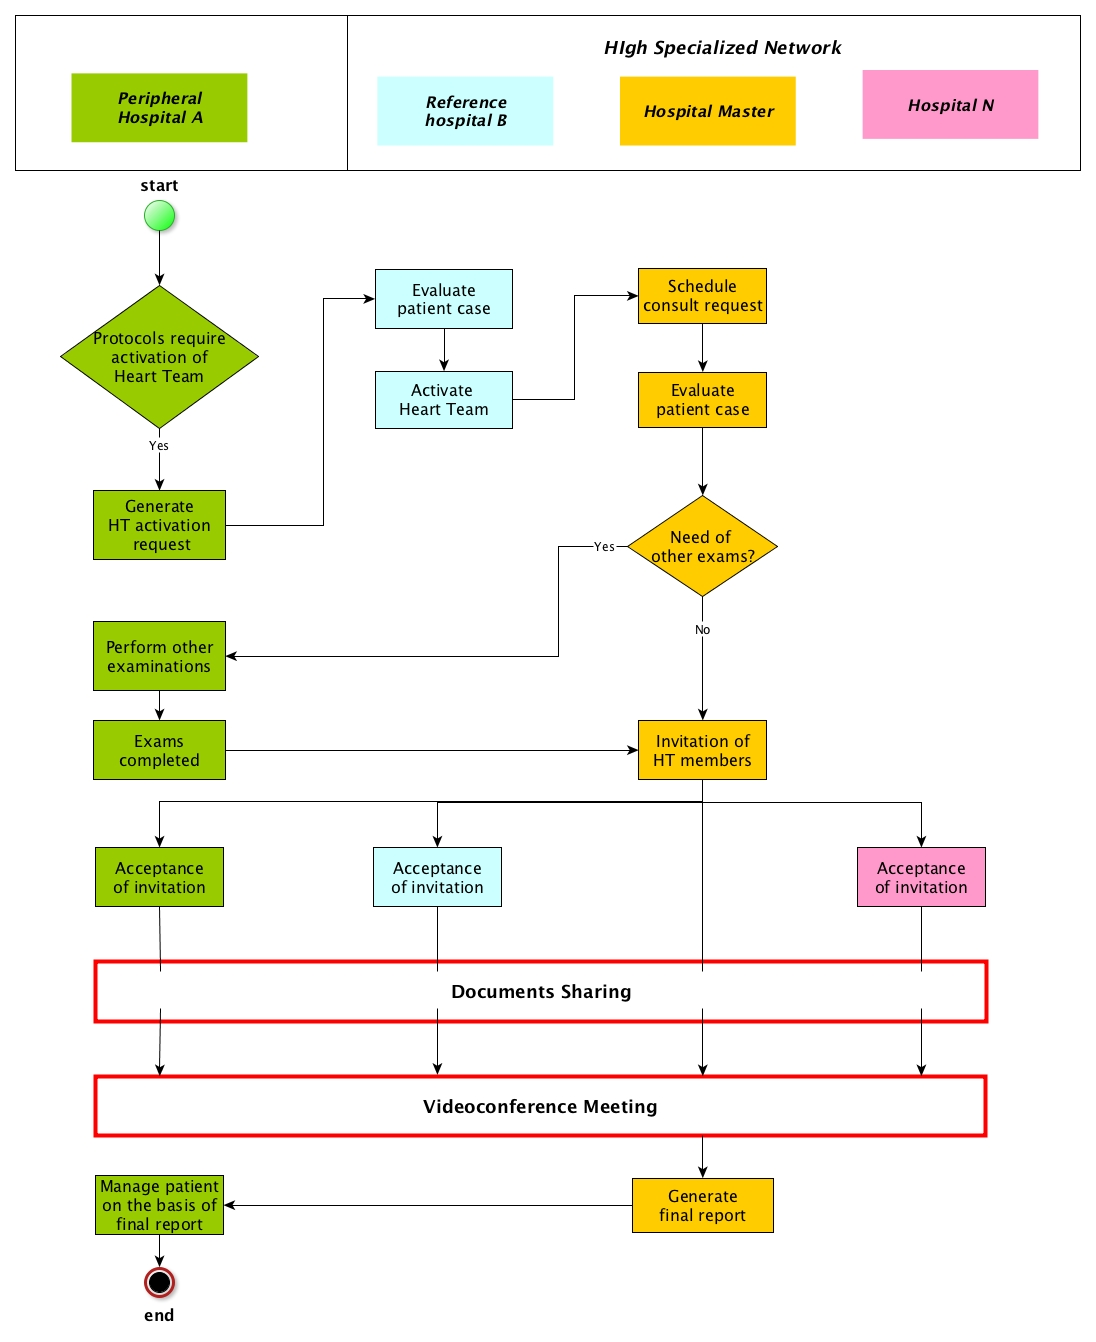 HIgh Specialized Network
Peripheral
Hospital A
Reference
hospital B
Hospital Master
Hospital N
start
Protocols require
activation of
Heart Team
Yes
Generate
HT activation
request
Evaluate
patient case
Activate
Heart Team
Schedule
consult request
Evaluate
patient case
Need of
other exams?
Yes
No
Perform other
examinations
Exams
completed
Invitation of
HT members
Acceptance
of invitation
Acceptance
of invitation
Acceptance
of invitation
Documents Sharing
Videoconference Meeting
Generate
final report
Manage patient
on the basis of
final report
end